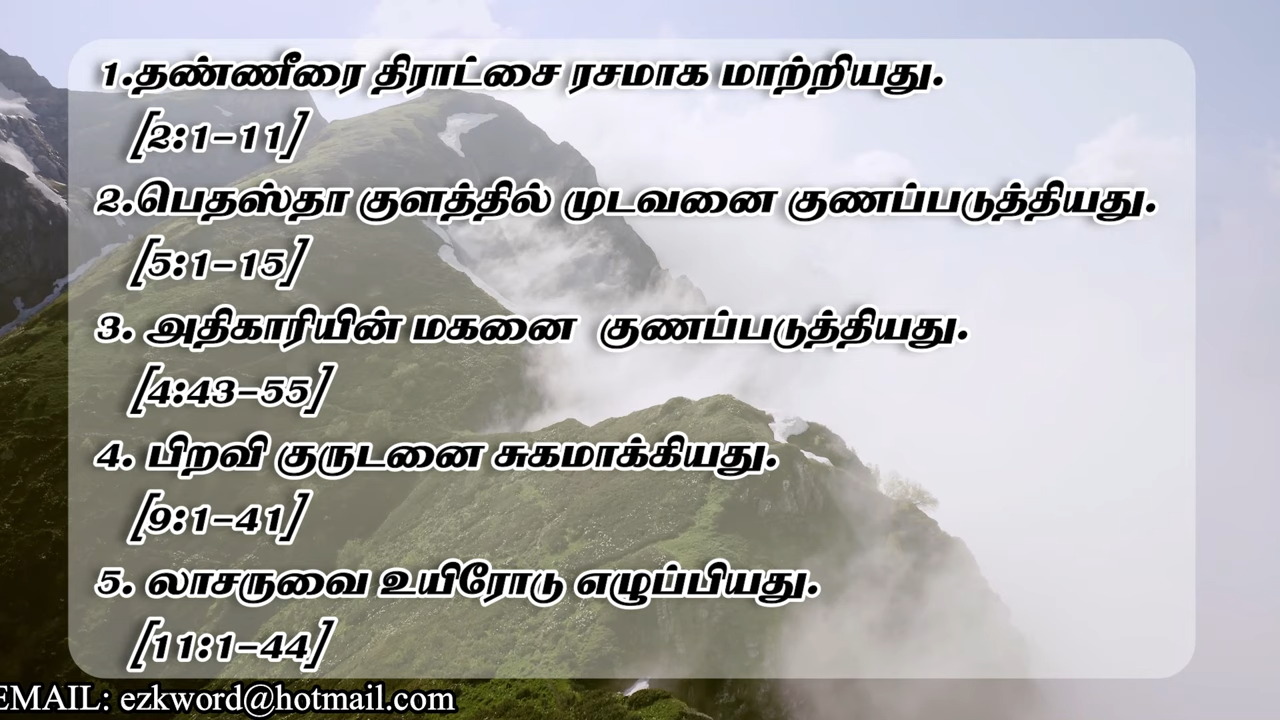 1.தண்ணீரை திராட்சை ரசமாக மாற்றியது.
[2:1-11]
2.பெதஸ்தா குளத்தில் முடவனை குணப்படுத்தியது.
[5:1-15]
3. அதிகாரியின் மகனை குணப்படுத்தியது.
[4:43-55]
4. பிறவி குருடனை சுகமாக்கியது.
[9:1-41]
5. லாசருவை உயிரோடு எழுப்பியது.
[11:1-44]
EMAIL: ezkword@hotmail.com